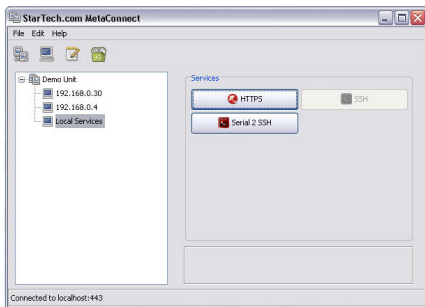 StarTech.com MetaConnect
File Edit Help
Demo Unit
192.168.0.30
192.168.0.4
Local Services
Services
HTTPS
SSH
Serial 2 SSH
Connected to localhost:443